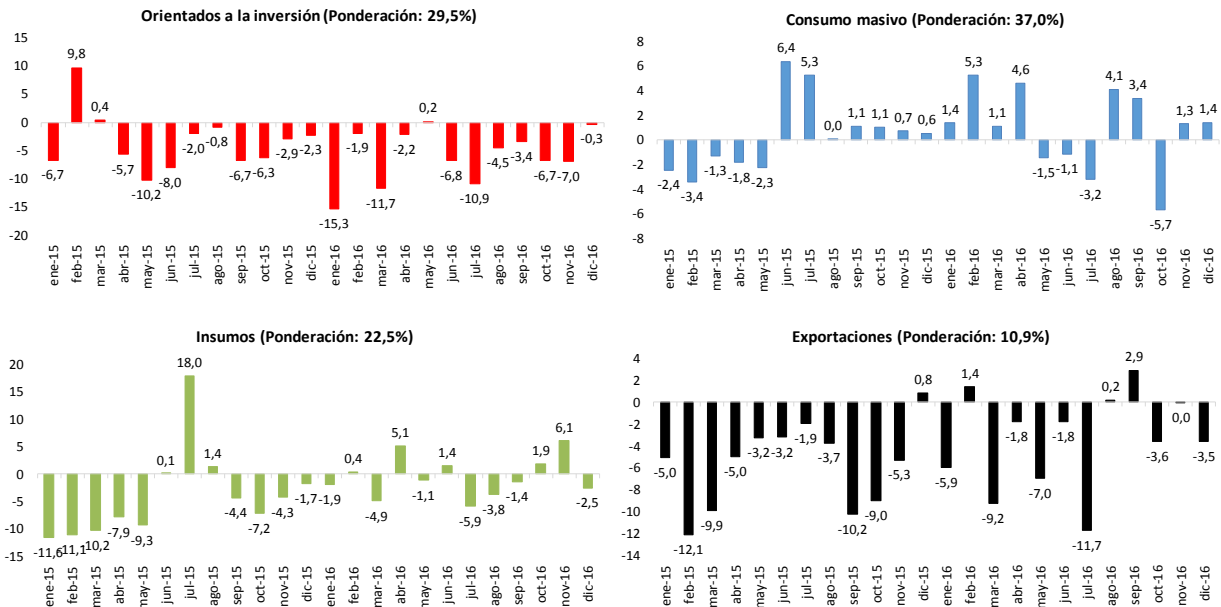 Orientados a la inversión (Ponderación: 29,5%)
15
10
5
0
-5
-10
-15
-20
-6,7
9,8
0,4
-5,7
-10,2
-8,0
-2,0
-0,8
-6,7
-6,3
-2,9
-2,3
-15,3
-1,9
-11,7
-2,2
0,2
-6,8
-10,9
-4,5
-3,4
-6,7
-7,0
-0,3
ene-15
feb-15
mar-15
abr-15
may-15
jun-15
jul-15
ago-15
sep-15
oct-15
nov-15
dic-15
ene-16
feb-16
mar-16
abr-16
may-16
jun-16
jul-16
ago-16
sep-16
oct-16
nov-16
dic-16
Consumo masivo (Ponderación: 37,0%)
8
6
4
2
0
-2
-4
-6
-8
-2,4
-3,4
-1,3
-1,8
-2,3
6,4
5,3
0,0
1,1
1,1
0,7
0,6
1,4
5,3
1,1
4,6
-1,5
-1,1
-3,2
4,1
3,4
-5,7
1,3
1,4
ene-15
feb-15
mar-15
abr-15
may-15
jun-15
jul-15
ago-15
sep-15
oct-15
nov-15
dic-15
ene-16
feb-16
mar-16
abr-16
may-16
jun-16
jul-16
ago-16
sep-16
oct-16
nov-16
dic-16
Insumos (Ponderación: 22,5%)
20
15
10
5
0
-5
-10
-15
-11,6
-11,1
-10,2
-7,9
-9,3
0,1
18,0
1,4
-4,4
-7,2
-4,3
-1,7
-1,9
0,4
-4,9
5,1
-1,1
1,4
-5,9
-3,8
-1,4
1,9
6,1
-2,5
ene-15
feb-15
mar-15
abr-15
may-15
jun-15
jul-15
ago-15
sep-15
oct-15
nov-15
dic-15
ene-16
feb-16
mar-16
abr-16
may-16
jun-16
jul-16
ago-16
sep-16
oct-16
nov-16
dic-16
Exportaciones (Ponderación: 10,9%)
4
2
0
-2
-4
-6
-8
-10
-12
-14
-5,0
-12,1
-9,9
-5,0
-3,2
-3,2
-1,9
-3,7
-10,2
-9,0
-5,3
0,8
-5,9
1,4
-9,2
-1,8
-7,0
-1,8
-11,7
0,2
2,9
-3,6
0,0
-3,5
ene-15
feb-15
mar-15
abr-15
may-15
jun-15
jul-15
ago-15
sep-15
oct-15
nov-15
dic-15
ene-16
feb-16
mar-16
abr-16
may-16
jun-16
jul-16
ago-16
sep-16
oct-16
nov-16
dic-16